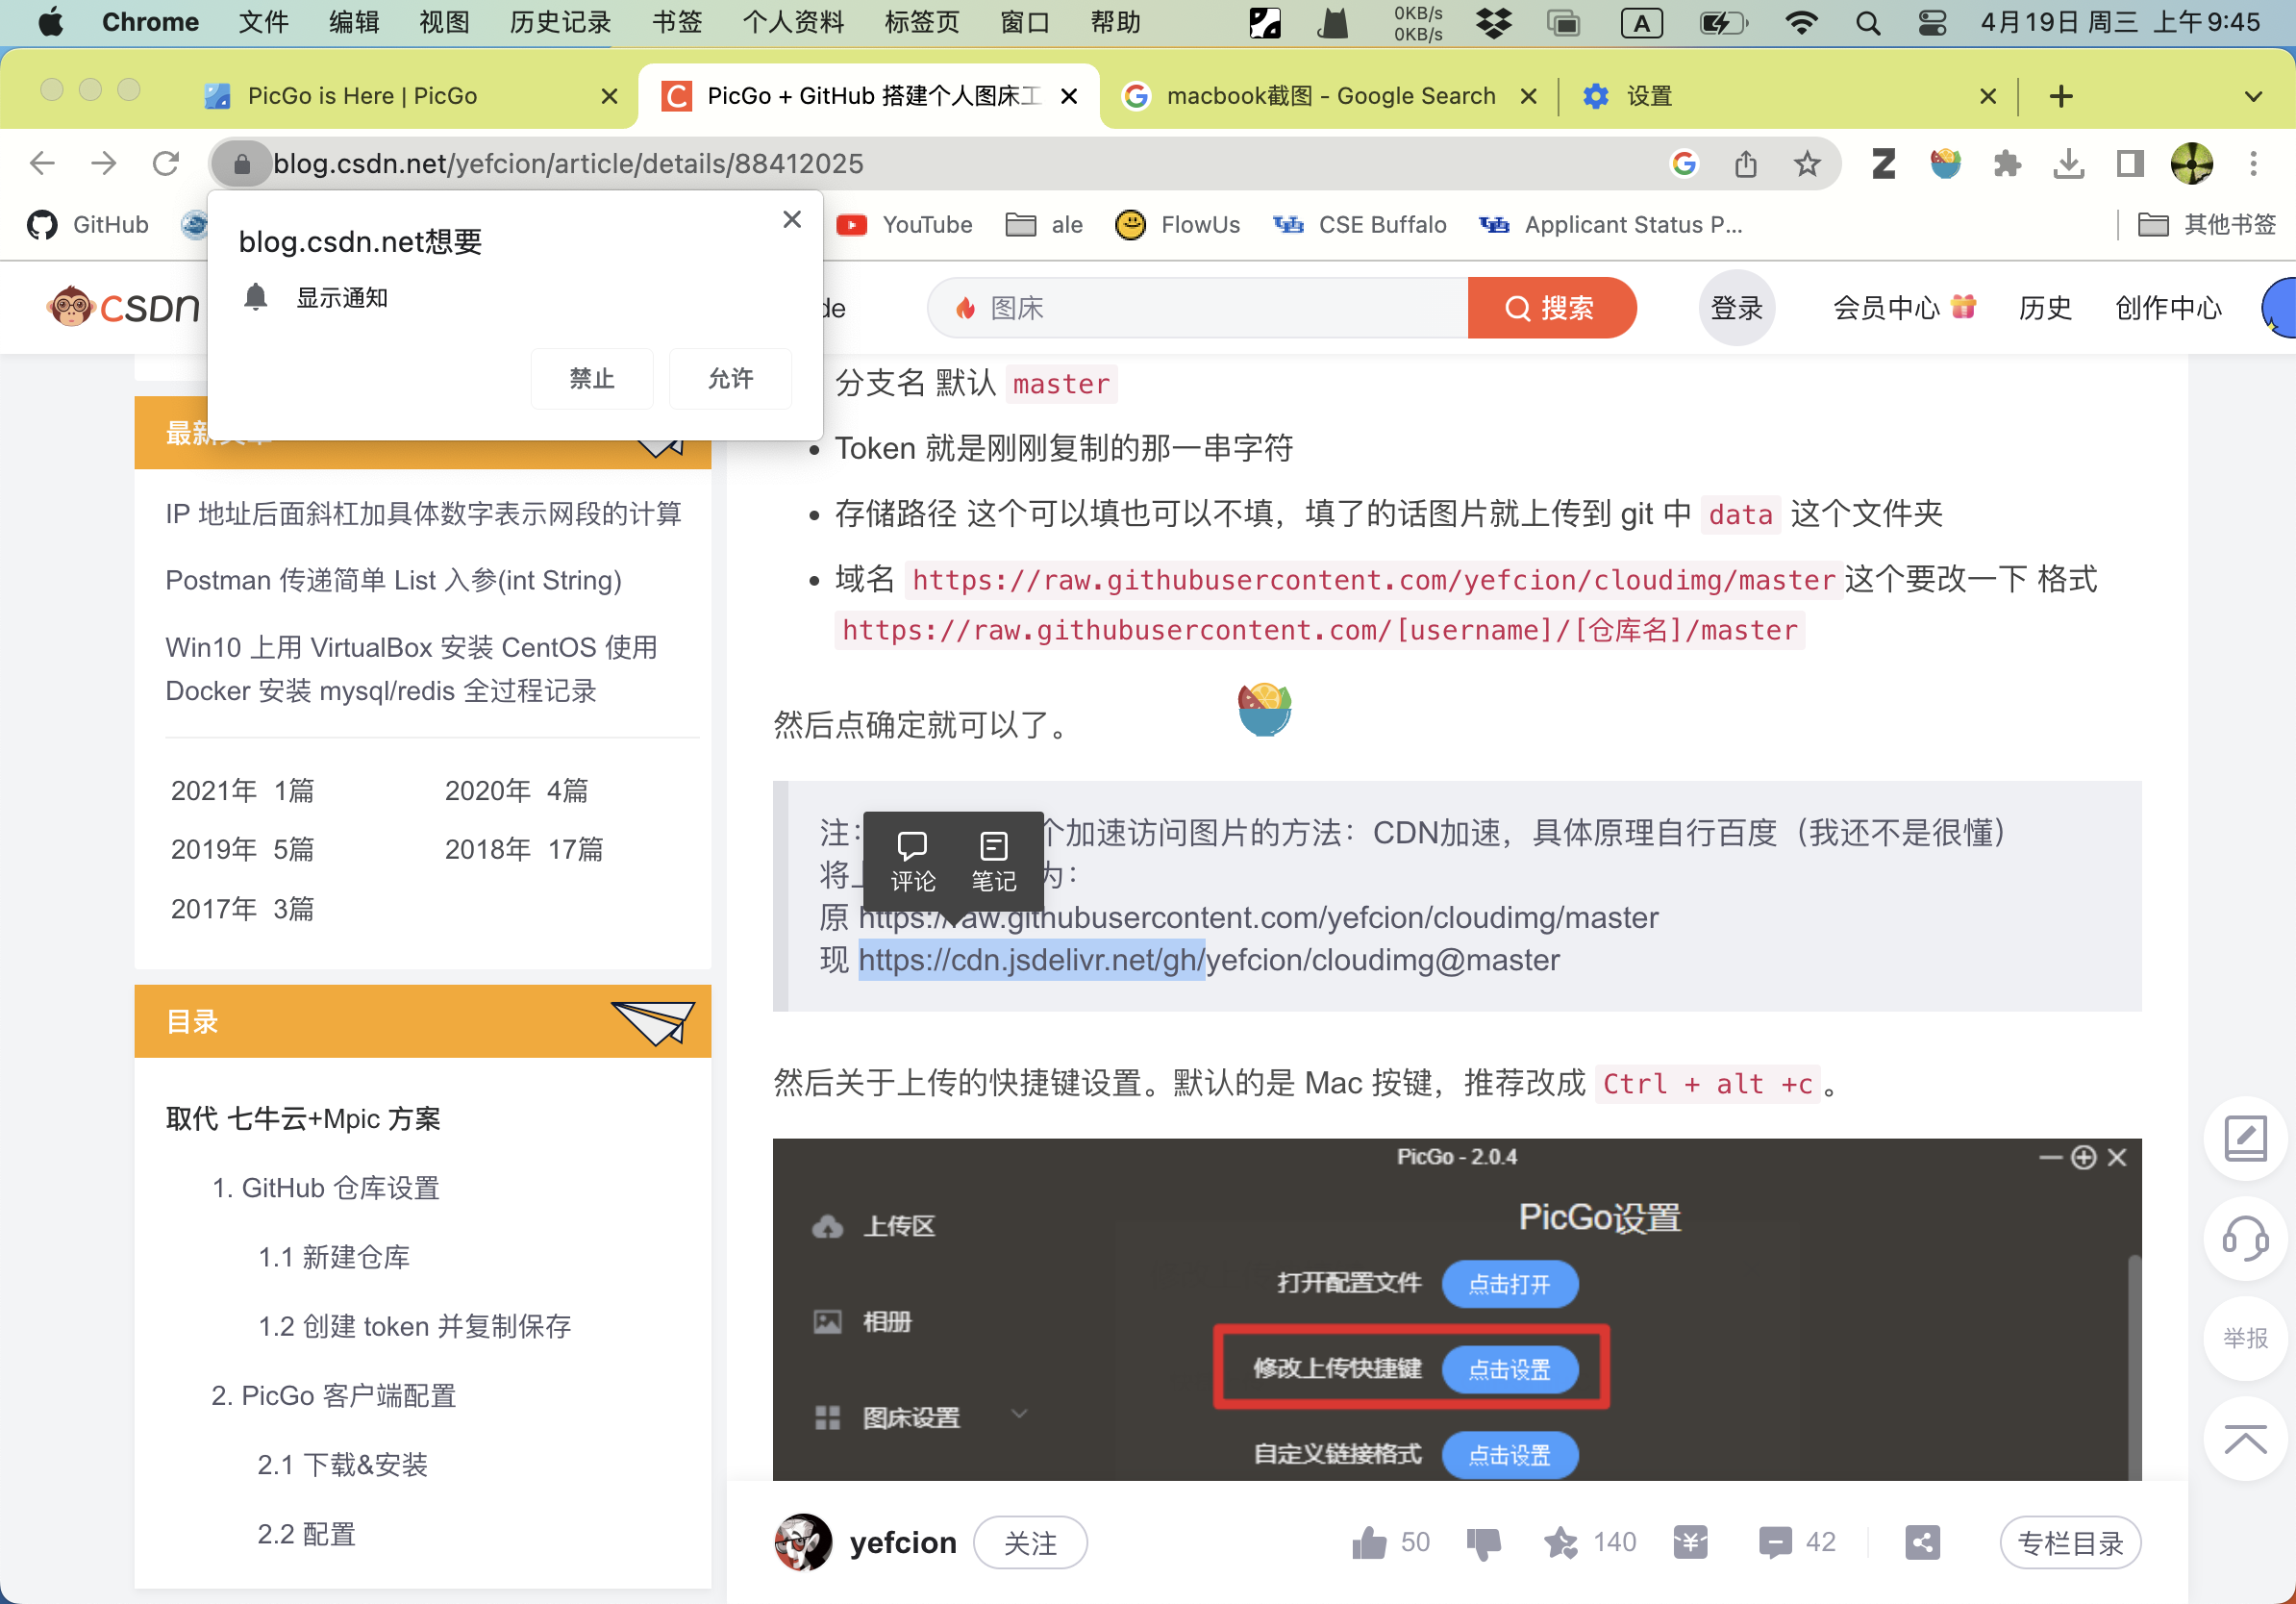 Chrome 文件 编辑 视图 历史记录 书签 个人资料 标签页 窗口 帮助 0KB/s 0KB/s A 4月19日 周三 上午9:45
PicGo is Here | PicGo
PicGo + GitHub 搭建个人图床工
macbook截图 - Google Search
设置
blog.csdn.net/yefcion/article/details/88412025
GitHub
YouTube
ale
FlowUs
CSE Buffalo
Applicant Status P...
其他书签
blog.csdn.net想要
显示通知
禁止
允许
CSDN
de
图床
搜索
登录
会员中心
历史
创作中心
最新文章
IP 地址后面斜杠加具体数字表示网段的计算
Postman 传递简单 List 入参(int String)
Win10 上用 VirtualBox 安装 CentOS 使用
Docker 安装 mysql/redis 全过程记录
2021年 1篇
2020年 4篇
2019年 5篇
2018年 17篇
2017年 3篇
目录
取代 七牛云+Mpic 方案
1. GitHub 仓库设置
1.1 新建仓库
1.2 创建 token 并复制保存
2. PicGo 客户端配置
2.1 下载&安装
2.2 配置
分支名 默认 master
• Token 就是刚刚复制的那一串字符
• 存储路径 这个可以填也可以不填，填了的话图片就上传到 git 中 data 这个文件夹
• 域名 https://raw.githubusercontent.com/yefcion/cloudimg/master 这个要改一下 格式
https://raw.githubusercontent.com/[username]/[仓库名]/master
然后点确定就可以了。
注： 个加速访问图片的方法：CDN加速，具体原理自行百度（我还不是很懂）
将 为：
评论
笔记
原 https://raw.githubusercontent.com/yefcion/cloudimg/master
现 https://cdn.jsdelivr.net/gh/yefcion/cloudimg@master
然后关于上传的快捷键设置。默认的是 Mac 按键，推荐改成 Ctrl + alt +c 。
PicGo - 2.0.4
PicGo设置
上传区
相册
图床设置
打开配置文件 点击打开
修改上传快捷键 点击设置
自定义链接格式 点击设置
举报
yefcion
关注
50
140
42
专栏目录